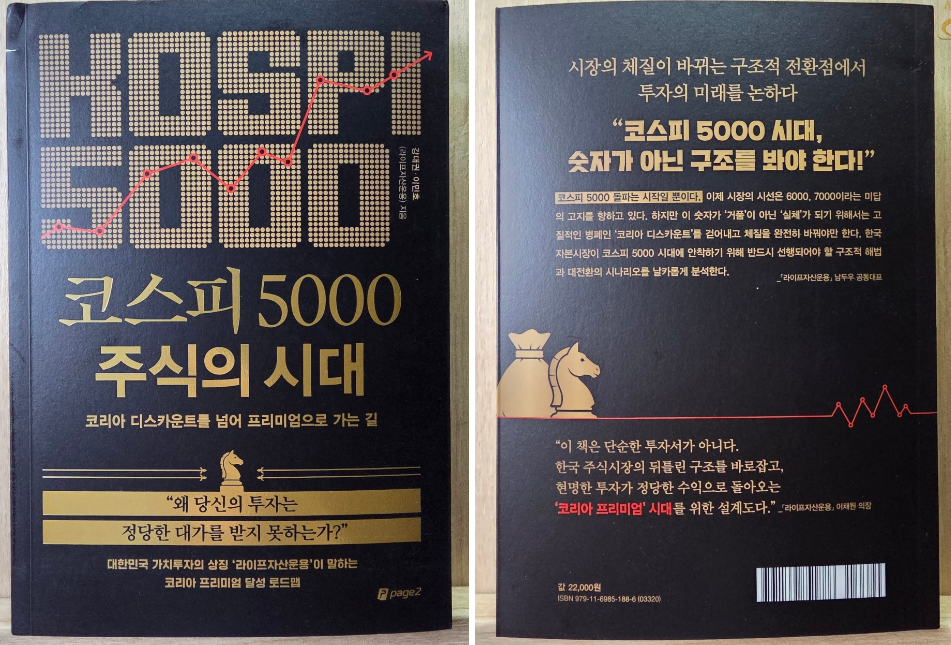 KOSPI
5000
강대권 이민호
(라이프자산운용) 지음
코스피 5000
주식의 시대
코리아 디스카운트를 넘어 프리미엄으로 가는 길
“왜 당신의 투자는
정당한 대가를 받지 못하는가?”
대한민국 가치투자의 상징 ‘라이프자산운용’이 말하는
코리아 프리미엄 달성 로드맵
page2
시장의 체질이 바뀌는 구조적 전환점에서
투자의 미래를 논하다
“코스피 5000 시대,
숫자가 아닌 구조를 봐야 한다!”
코스피 5000 돌파는 시작일 뿐이다. 이제 시장의 시선은 6000, 7000이라는 미답
의 고지를 향하고 있다. 하지만 이 숫자가 ‘거품’이 아닌 ‘실체’가 되기 위해서는 고
질적인 병폐인 ‘코리아 디스카운트’를 걷어내고 체질을 완전히 바꿔야만 한다. 한국
자본시장이 코스피 5000 시대에 안착하기 위해 반드시 선행되어야 할 구조적 해법
과 대전환의 시나리오를 날카롭게 분석한다.
_「라이프자산운용」 남두우 공동대표
“이 책은 단순한 투자서가 아니다.
한국 주식시장의 뒤틀린 구조를 바로잡고,
현명한 투자가 정당한 수익으로 돌아오는
‘코리아 프리미엄’ 시대를 위한 설계도다.” _「라이프자산운용」 이채원 의장
값 22,000원
ISBN 979-11-6985-188-6 (03320)